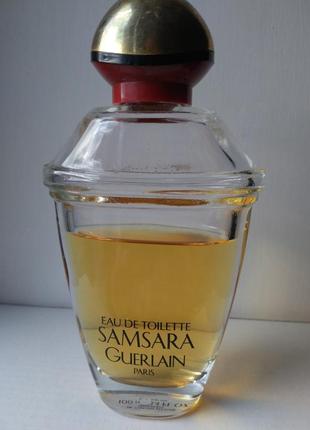 EAU DE TOILETTE
SAMSARA
GUERLAIN
PARIS